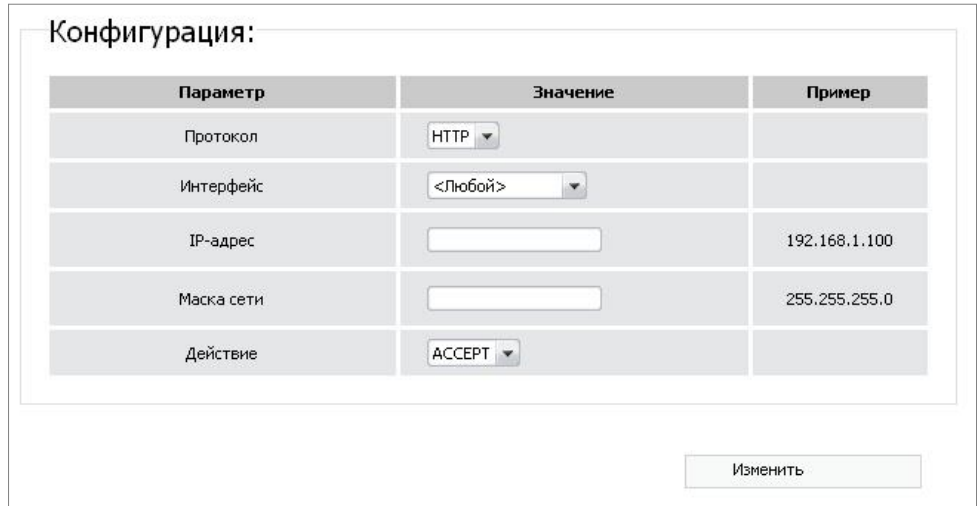 Конфигурация:
Параметр Значение Пример
Протокол HTTP
Интерфейс <Любой>
IP-адрес 192.168.1.100
Маска сети 255.255.255.0
Действие ACCEPT
Изменить